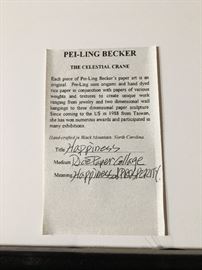 PEI-LING BECKER
THE CELESTIAL CRANE
Each piece of Pei-Ling Becker's paper art is an
original. Pei-Ling uses origami and hand dyed
rice paper in conjunction with papers of various
weights and textures to create unique work
ranging from jewelry and two dimensional wall
hangings to three dimensional paper sculpture.
Since coming to the US in 1988 from Taiwan,
she has won numerous awards and participated in
many exhibitions.
Hand-crafted in Black Mountain, North Carolina.
Title: Happiness
Medium: Paper Collage
Meaning: Happiness, PROSPERITY.